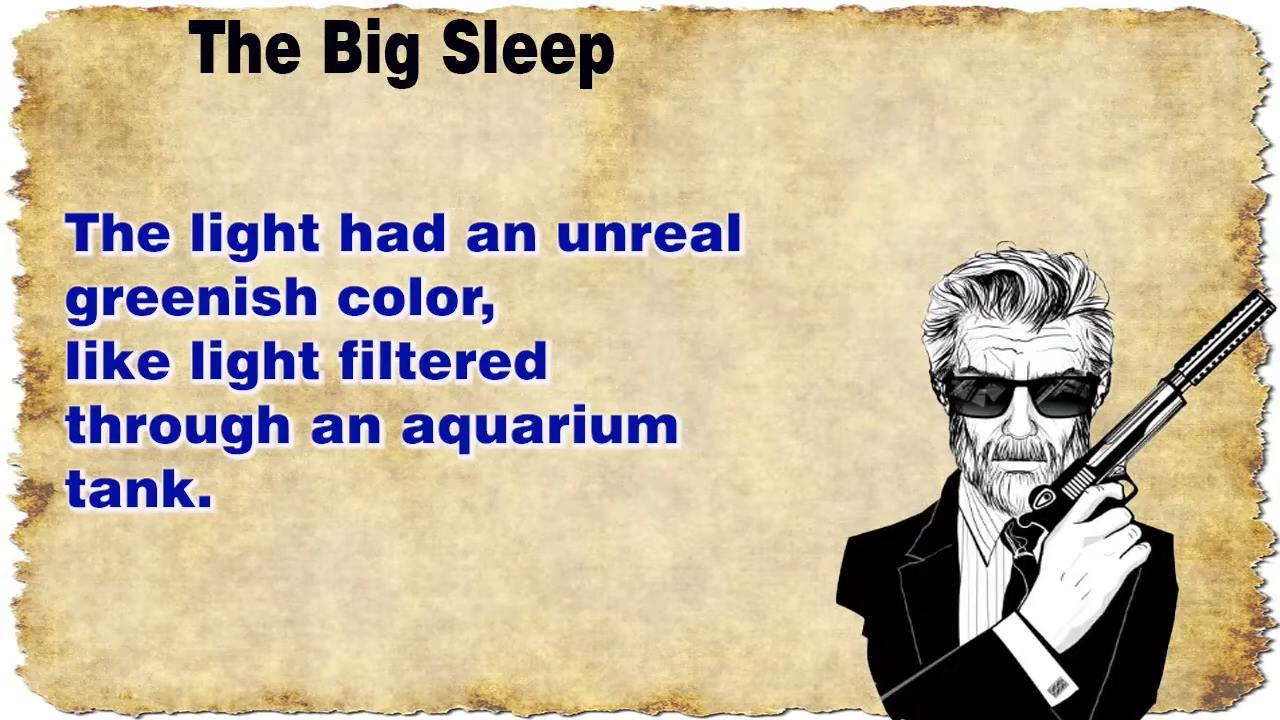 The Big Sleep
The light had an unreal
greenish color,
like light filtered
through an aquarium
tank.